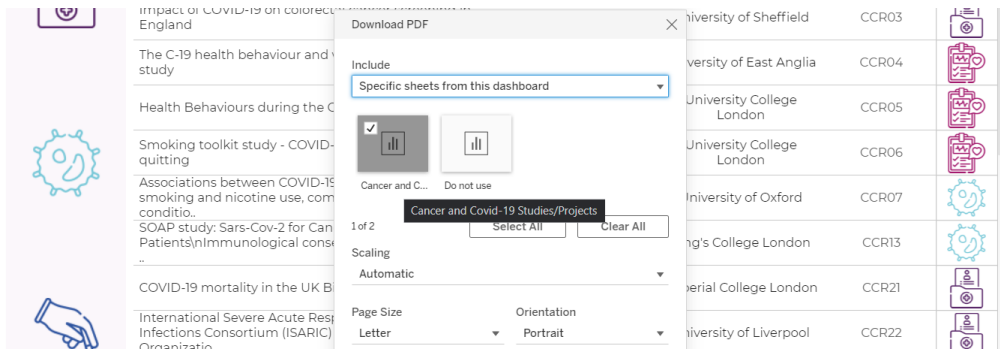 Impact of COVID-19 on colorectal cancer screening in
England
niversity of Sheffield
CCR03
The C-19 health behaviour and
study
versity of East Anglia
CCR04
Health Behaviours during the C
University College
London
CCR05
Smoking toolkit study - COVID-
quitting
University College
London
CCR06
Associations between COVID-19
smoking and nicotine use, com
conditio..
University of Oxford
CCR07
SOAP study: Sars-Cov-2 for Can
Patients\nImmunological conse
..
ng's College London
CCR13
COVID-19 mortality in the UK Bi
perial College London
CCR21
International Severe Acute Resp
Infections Consortium (ISARIC)
Organizatio
niversity of Liverpool
CCR22
Download PDF
Include
Specific sheets from this dashboard
Cancer and C...
Do not use
Cancer and Covid-19 Studies/Projects
1 of 2
Select All
Clear All
Scaling
Automatic
Page Size
Orientation
Letter
Portrait